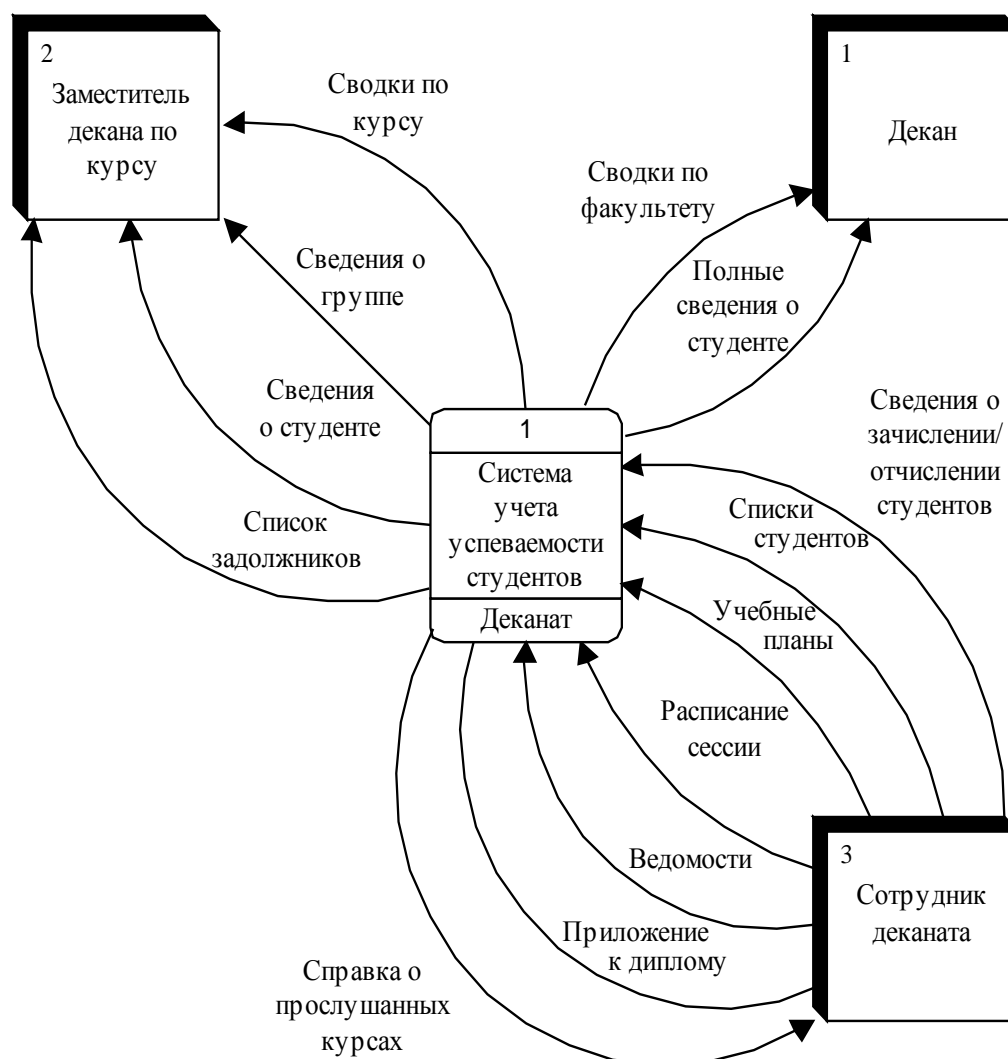 2
Заместитель
декана по
курсу
Сводки по
курсу
1
Декан
Сводки по
факультету
Сведения о
группе
Полные
сведения о
студенте
Сведения
о студенте
Сведения о
зачислении/
отчислении
студентов
1
Система
учета
успеваемости
студентов
Деканат
Список
задолжников
Списки
студентов
Учебные
планы
Расписание
сессии
Ведомости
3
Сотрудник
деканата
Приложение
к диплому
Справка о
прослушанных
курсах